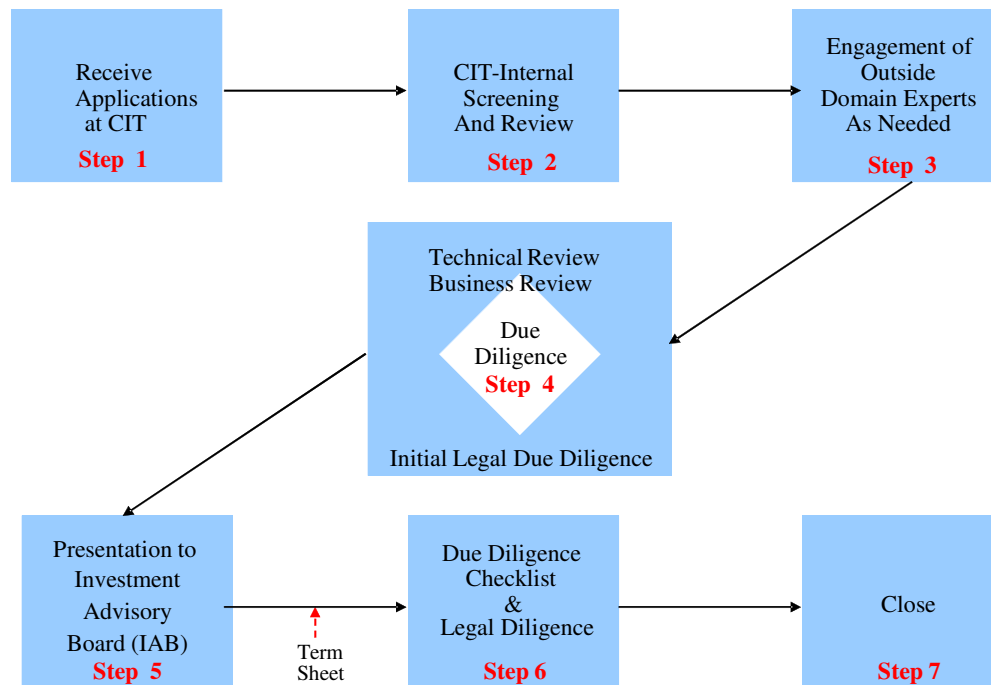 Receive
Applications
at CIT
Step 1
CIT-Internal
Screening
And Review
Step 2
Engagement of
Outside
Domain Experts
As Needed
Step 3
Technical Review
Business Review
Due
Diligence
Step 4
Initial Legal Due Diligence
Presentation to
Investment
Advisory
Board (IAB)
Step 5
Term
Sheet
Due Diligence
Checklist
&
Legal Diligence
Step 6
Close
Step 7